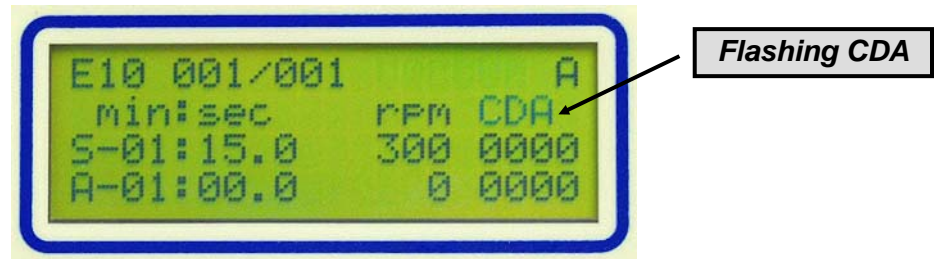 E10 001/001 A
min:sec rpm CDA
S-01:15.0 300 0000
A-01:00.0 0 0000
Flashing CDA